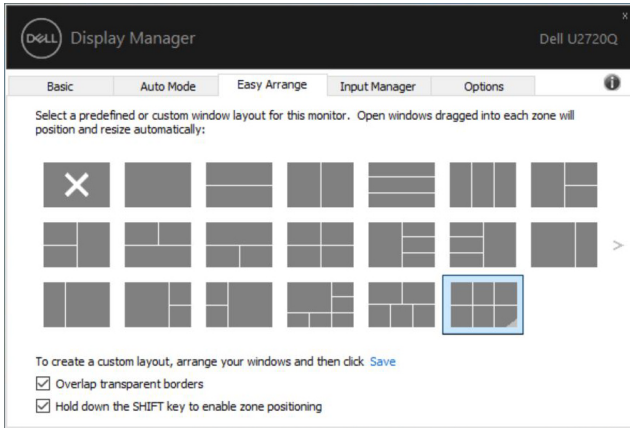 x
DELL Display Manager
Dell U2720Q
Basic Auto Mode Easy Arrange Input Manager Options
Select a predefined or custom window layout for this monitor. Open windows dragged into each zone will
position and resize automatically:
>
To create a custom layout, arrange your windows and then click Save
Overlap transparent borders
Hold down the SHIFT key to enable zone positioning